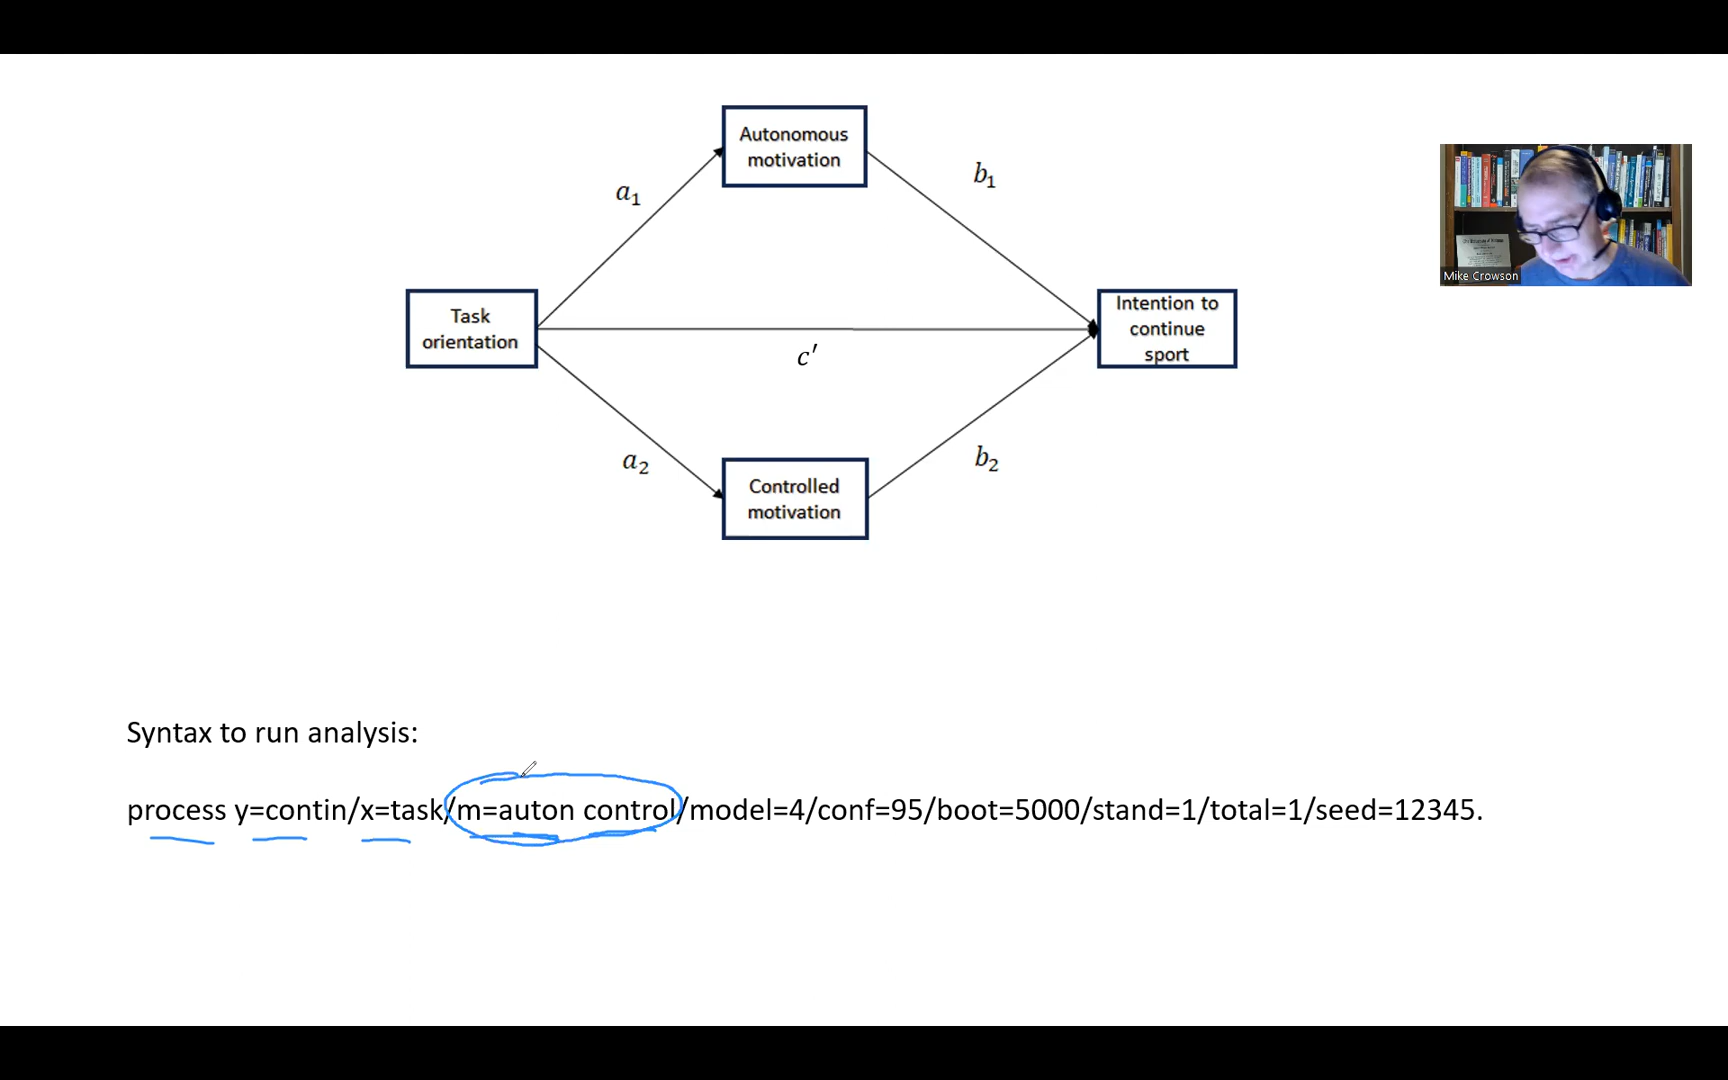 Autonomous
motivation
a₁
b₁
Task
orientation
Intention to
continue
sport
c′
a₂
b₂
Controlled
motivation
Mike Crowson
Syntax to run analysis:
process y=contin/x=task/m=auton control/model=4/conf=95/boot=5000/stand=1/total=1/seed=12345.